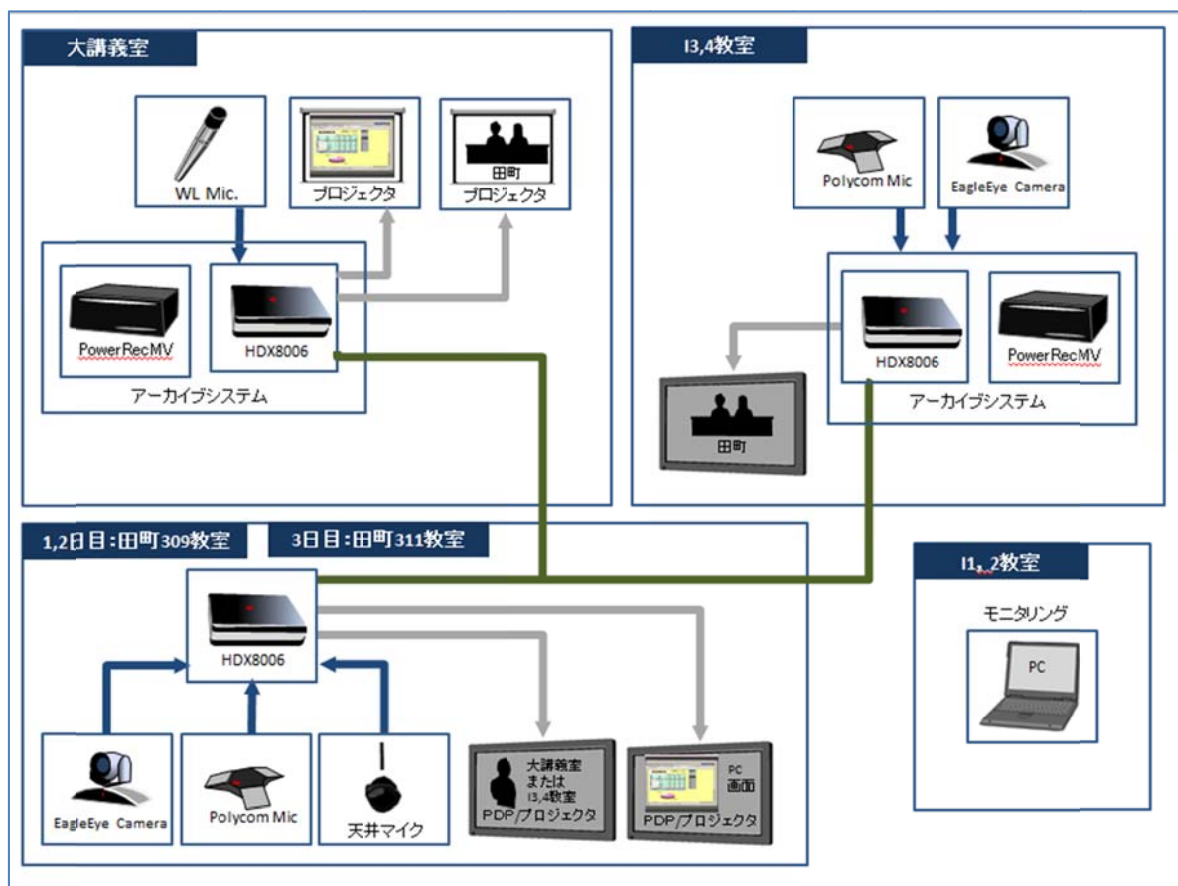 大講義室
WL Mic.
プロジェクタ
田町
プロジェクタ
PowerRecMV
HDX8006
アーカイブシステム
I3,4教室
Polycom Mic
EagleEye Camera
HDX8006
PowerRecMV
アーカイブシステム
田町
1,2日目：田町309教室
3日目：田町311教室
HDX8006
EagleEye Camera
Polycom Mic
天井マイク
大講義室
または
I3,4教室
PDP/プロジェクタ
PC
画面
PDP/プロジェクタ
I1，2教室
モニタリング
PC